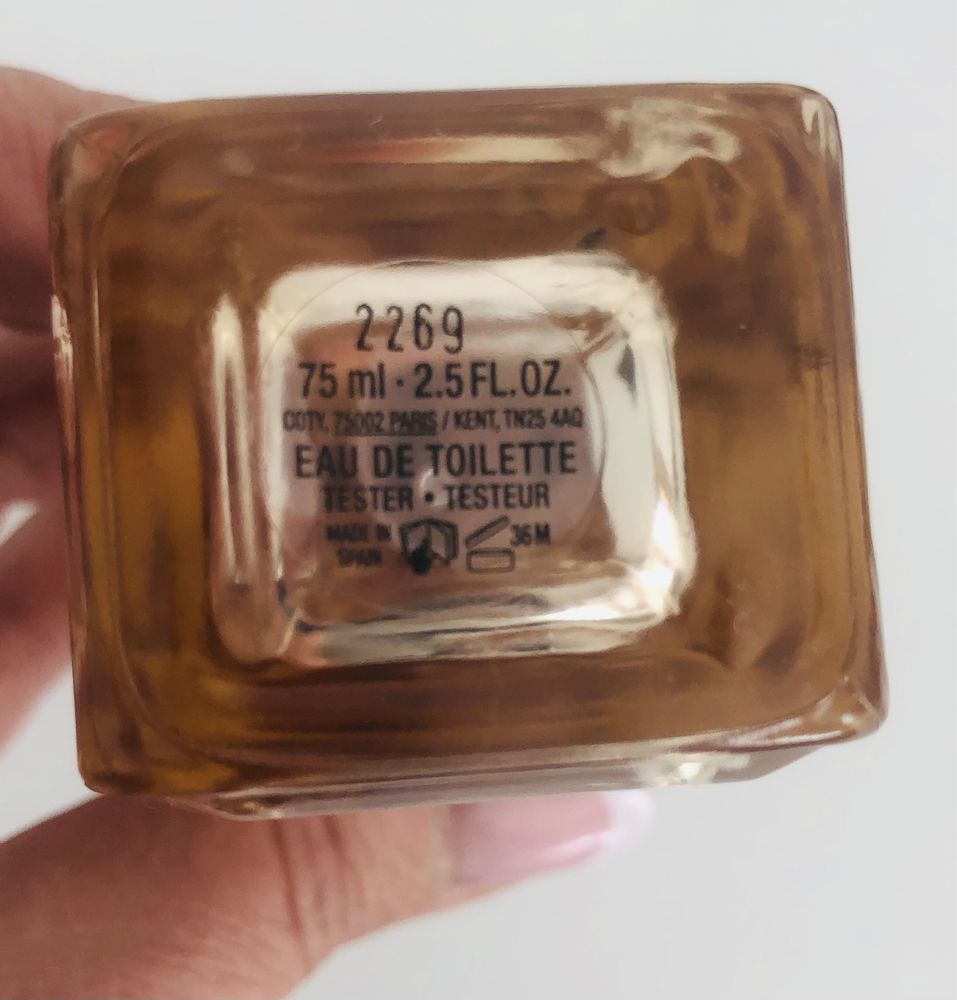 2269
75 ml · 2.5 FL.OZ.
COTY, 75002 PARIS / KENT, TN25 4AQ
EAU DE TOILETTE
TESTER • TESTEUR
MADE IN
SPAIN
36 M